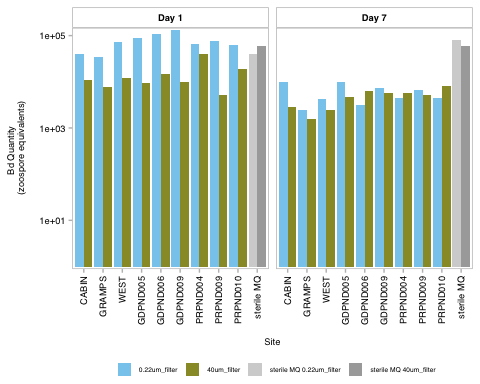 Day 1
Day 7
1e+05
1e+03
1e+01
Bd Quantity
(zoospore equivalents)
CABIN
GRAMPS
WEST
GDPND005
GDPND006
GDPND009
PRPND004
PRPND009
PRPND010
sterile MQ
CABIN
GRAMPS
WEST
GDPND005
GDPND006
GDPND009
PRPND004
PRPND009
PRPND010
sterile MQ
Site
0.22um_filter
40um_filter
sterile MQ 0.22um_filter
sterile MQ 40um_filter